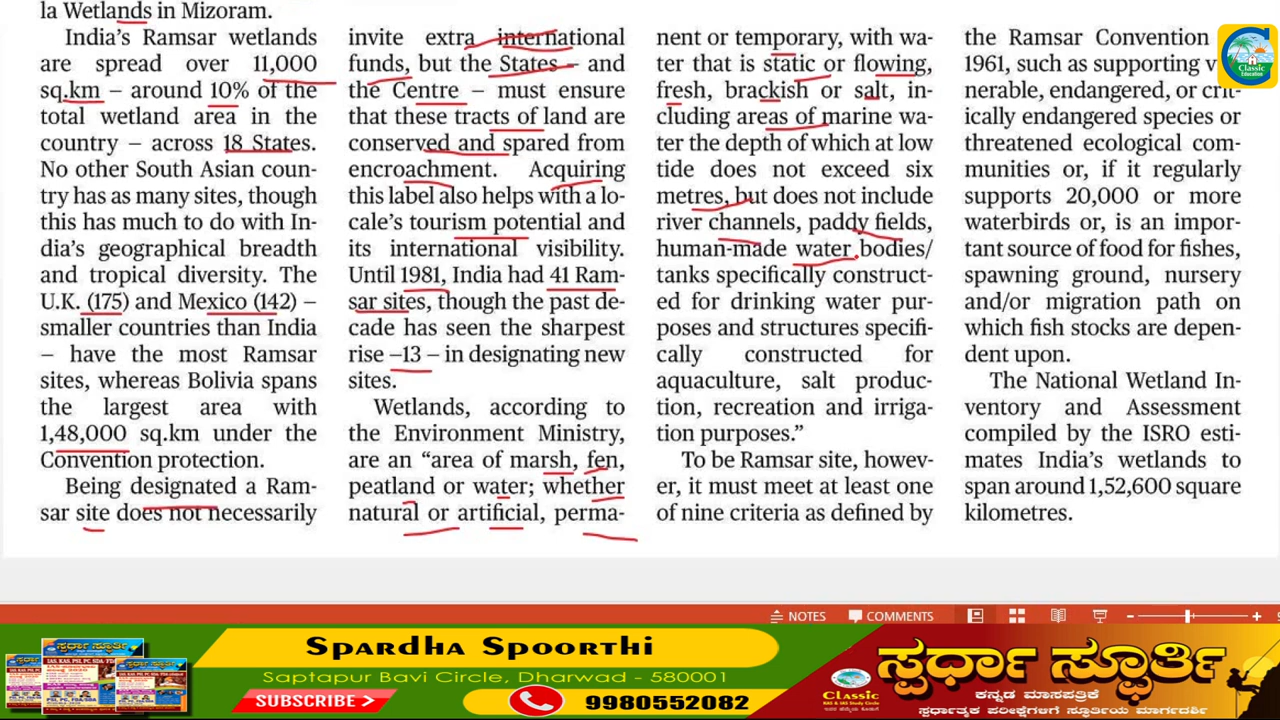 la Wetlands in Mizoram.
India's Ramsar wetlands
are spread over 11,000
sq.km – around 10% of the
total wetland area in the
country – across 18 States.
No other South Asian coun-
try has as many sites, though
this has much to do with In-
dia's geographical breadth
and tropical diversity. The
U.K. (175) and Mexico (142) –
smaller countries than India
– have the most Ramsar
sites, whereas Bolivia spans
the largest area with
1,48,000 sq.km under the
Convention protection.
Being designated a Ram-
sar site does not necessarily
invite extra international
funds, but the States – and
the Centre – must ensure
that these tracts of land are
conserved and spared from
encroachment. Acquiring
this label also helps with a lo-
cale's tourism potential and
its international visibility.
Until 1981, India had 41 Ram-
sar sites, though the past de-
cade has seen the sharpest
rise –13 – in designating new
sites.
Wetlands, according to
the Environment Ministry,
are an “area of marsh, fen,
peatland or water; whether
natural or artificial, perma-
nent or temporary, with wa-
ter that is static or flowing,
fresh, brackish or salt, in-
cluding areas of marine wa-
ter the depth of which at low
tide does not exceed six
metres, but does not include
river channels, paddy fields,
human-made water bodies/
tanks specifically construct-
ed for drinking water pur-
poses and structures specifi-
cally constructed for
aquaculture, salt produc-
tion, recreation and irriga-
tion purposes.”
To be Ramsar site, howev-
er, it must meet at least one
of nine criteria as defined by
the Ramsar Convention
1961, such as supporting
nerable, endangered, or crit-
ically endangered species or
threatened ecological com-
munities or, if it regularly
supports 20,000 or more
waterbirds or, is an impor-
tant source of food for fishes,
spawning ground, nursery
and/or migration path on
which fish stocks are depen-
dent upon.
The National Wetland In-
ventory and Assessment
compiled by the ISRO esti-
mates India's wetlands to
span around 1,52,600 square
kilometres.
Classic
Education
NOTES
COMMENTS
Spardha Spoorthi
Saptapur Bavi Circle, Dharwad - 580001
SUBSCRIBE
9980552082
Classic
KAS & IAS Study Circle
ಸ್ಪರ್ಧಾ ಸ್ಫೂರ್ತಿ
ಕನ್ನಡ ಮಾಸಪತ್ರಿಕೆ
ಸ್ಪರ್ಧಾತ್ಮಕ ಪರೀಕ್ಷೆಗಳಿಗೆ ಸ್ಫೂರ್ತಿಯ ಮಾರ್ಗದರ್ಶಿ